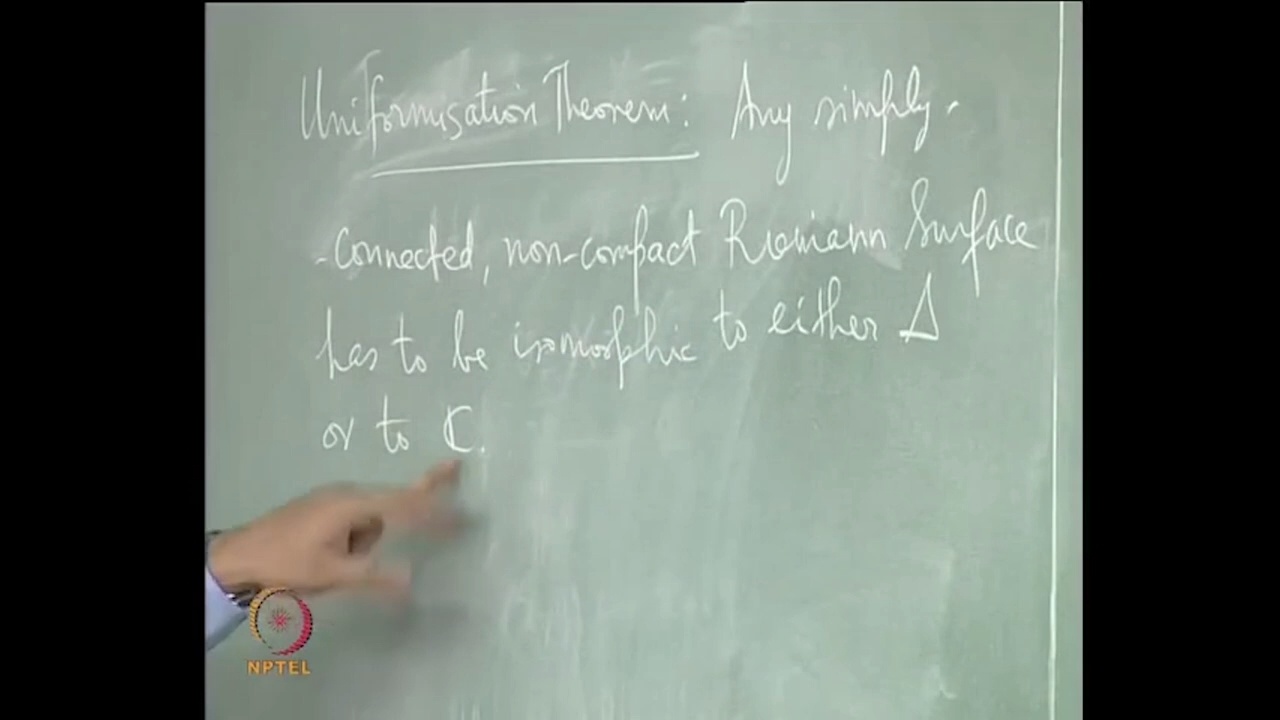 Uniformisation Theorem: Any simply-
-connected, non-compact Riemann Surface
has to be isomorphic to either Δ
or to ℂ.
NPTEL